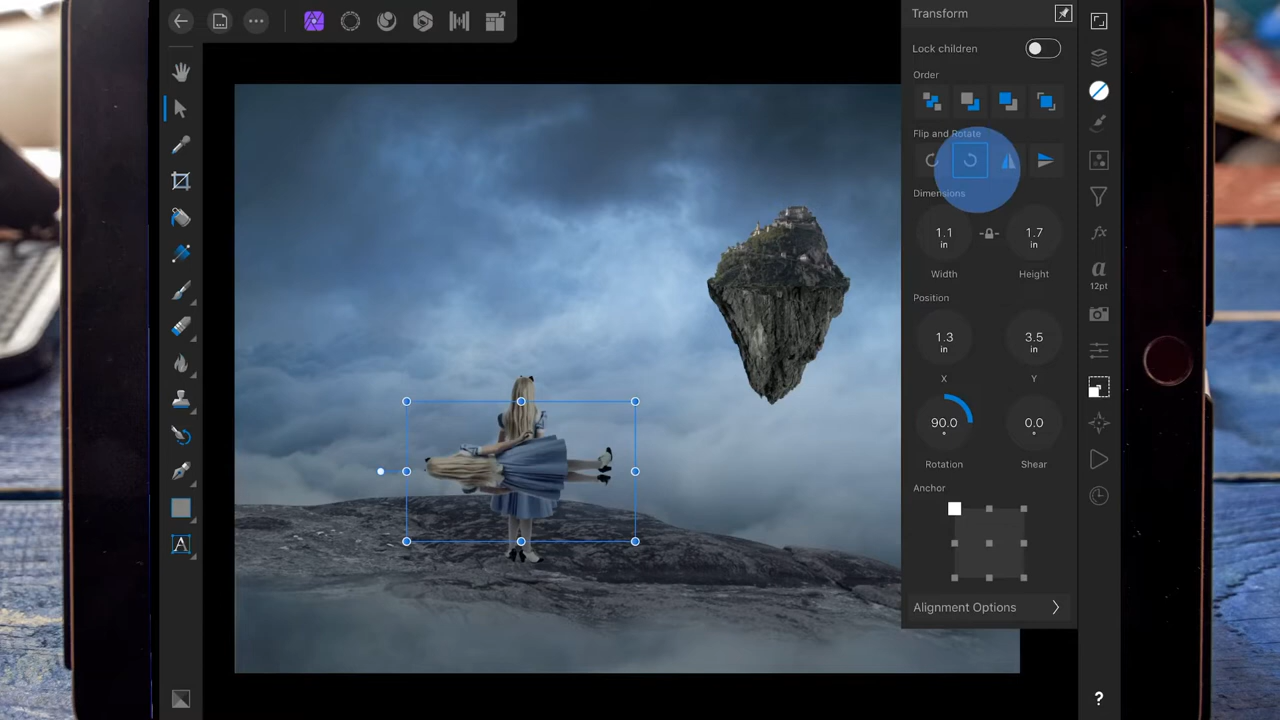 Transform
Lock children
Order
Flip and Rotate
Dimensions
1.1 in
1.7 in
Width
Height
Position
1.3 in
3.5 in
X
Y
90.0
0.0
Rotation
Shear
Anchor
Alignment Options
fx
a
12pt
A
?